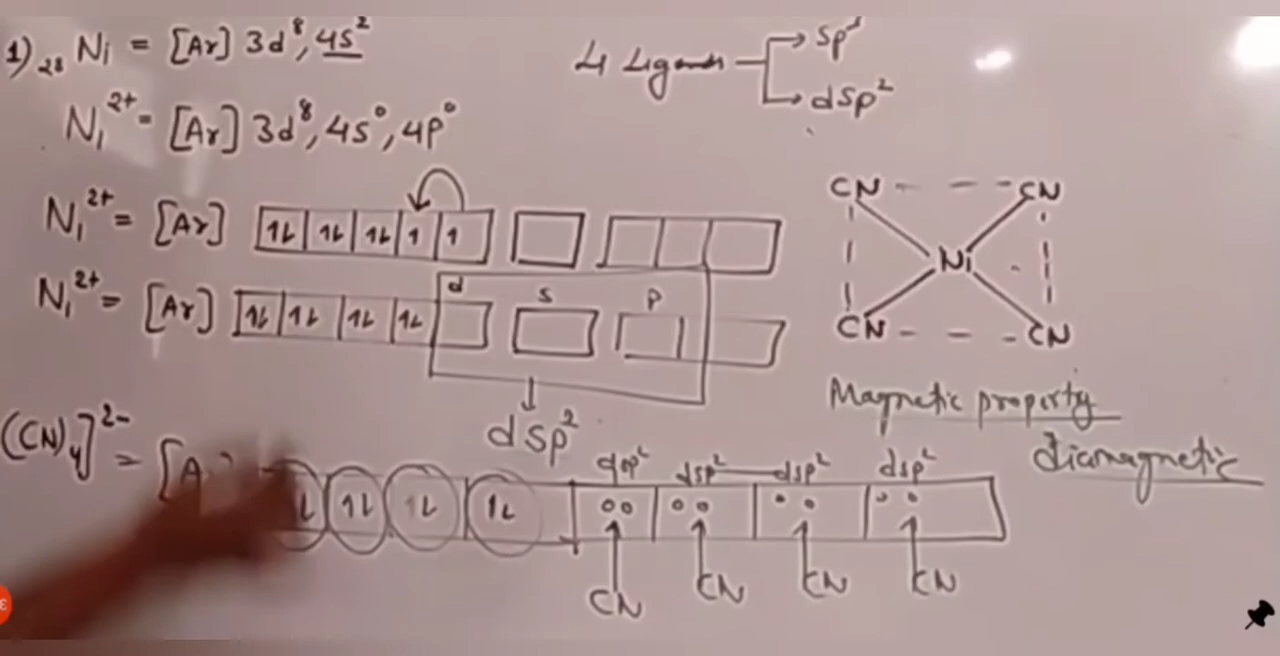 1) ₂₈Ni = [Ar] 3d⁸, 4s²
4 Ligand → sp³
→ dsp²
Ni²⁺ = [Ar] 3d⁸, 4s⁰, 4p⁰
Ni²⁺ = [Ar] 1L 1L 1L 1 1
CN CN
Ni
CN CN
d s p
Ni²⁺ = [Ar] 1L 1L 1L 1L
dsp²
Magnetic property
diamagnetic
(CN)₄]²⁻ = [A
dsp² dsp² dsp² dsp²
1L 1L 1L
CN CN CN CN